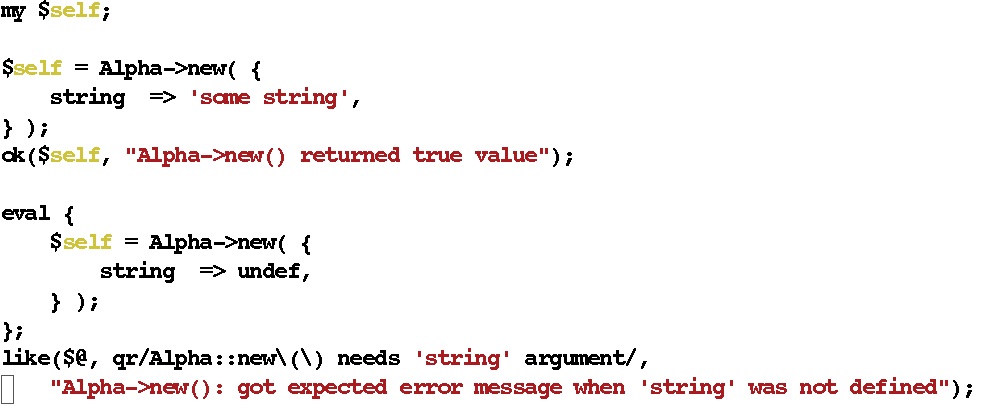 my $self;

$self = Alpha->new( {
    string  => 'some string',
} );
ok($self, "Alpha->new() returned true value");

eval {
    $self = Alpha->new( {
        string  => undef,
    } );
};
like($@, qr/Alpha::new\(\) needs 'string' argument/,
    "Alpha->new(): got expected error message when 'string' was not defined");